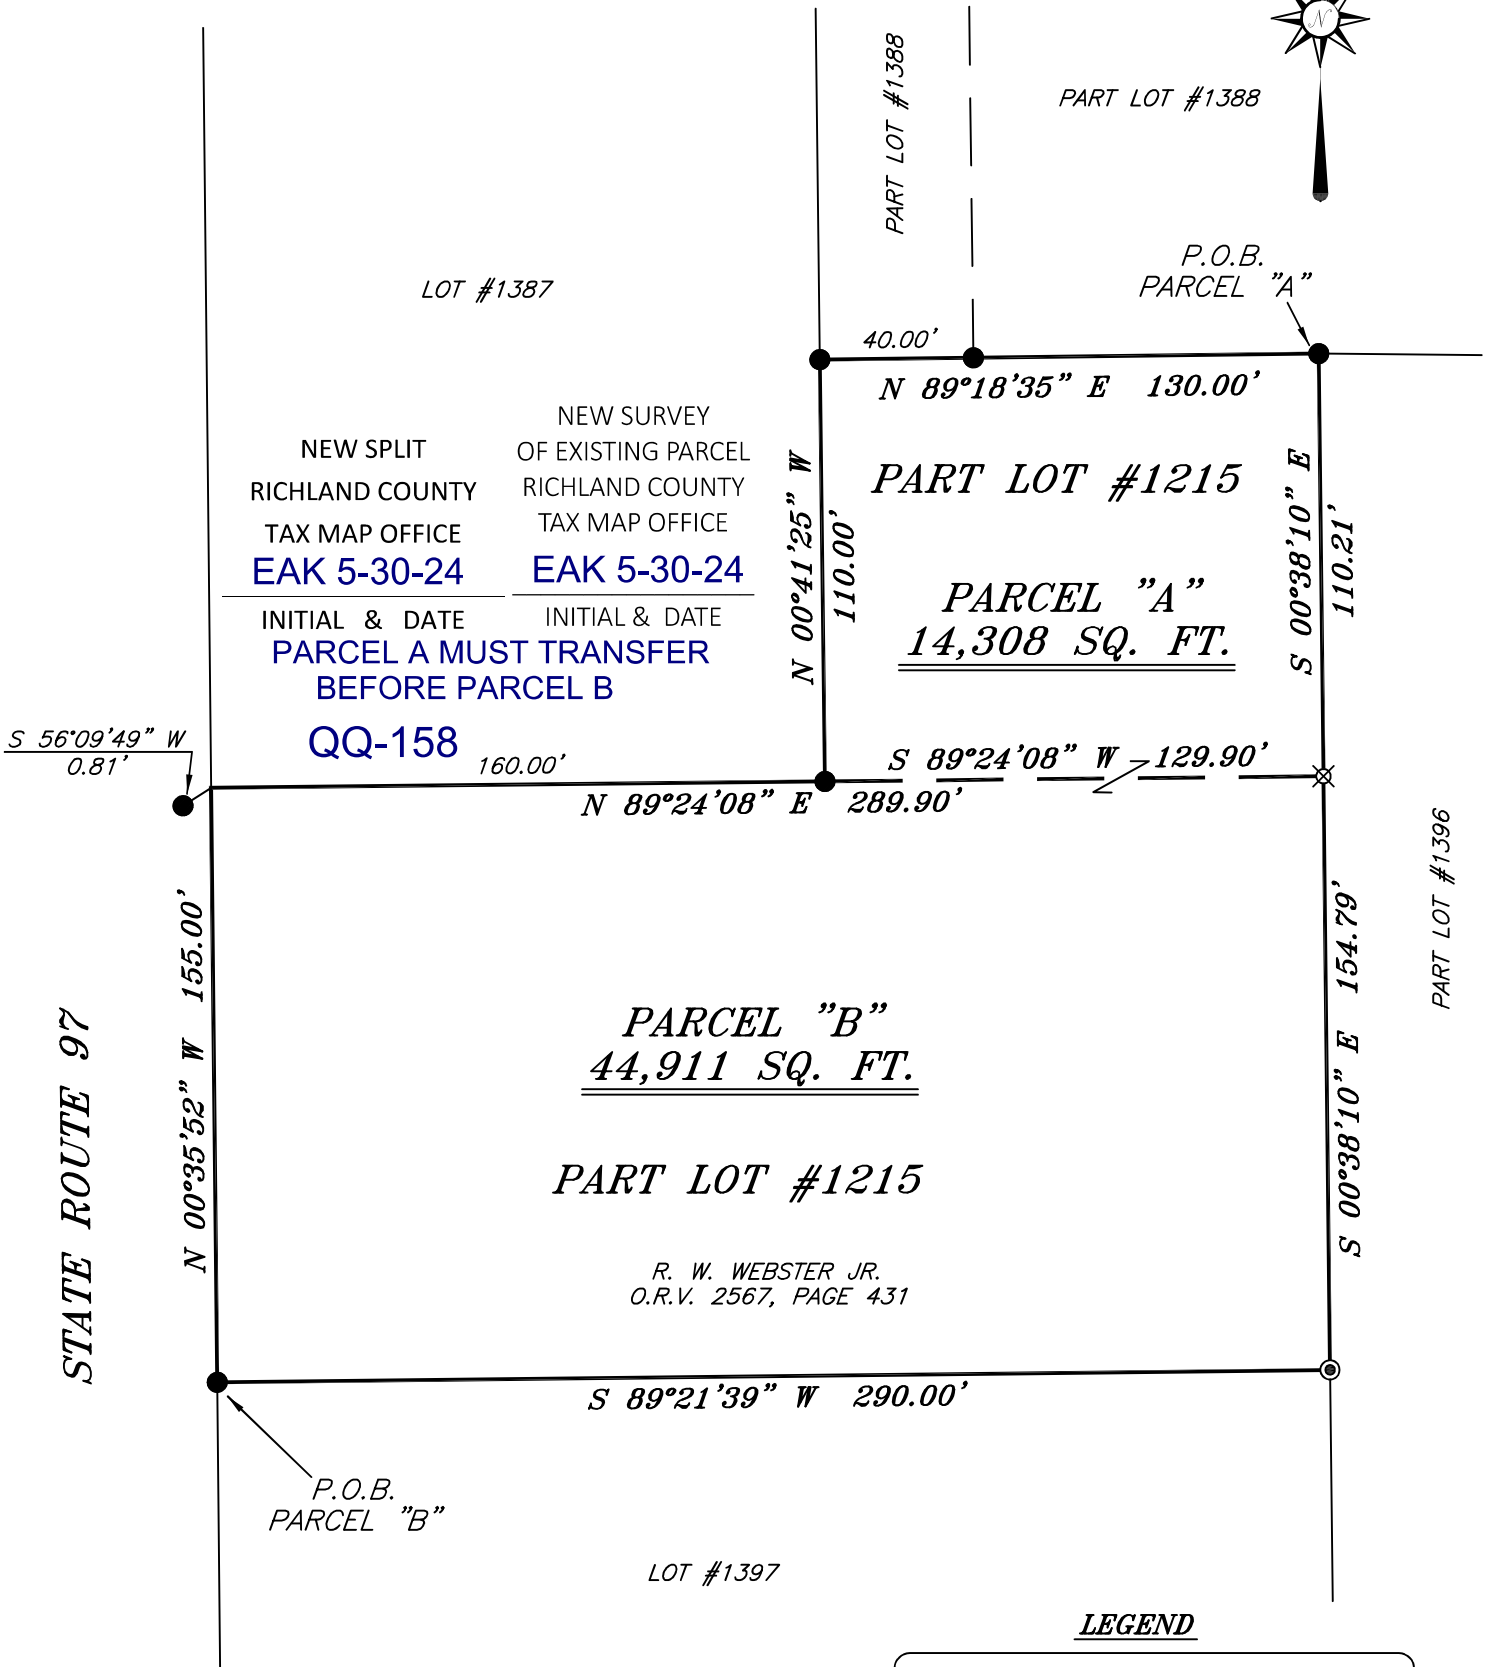 N
PART LOT #1388
PART LOT #1388
P.O.B.
PARCEL "A"
LOT #1387
40.00'
N 89°18'35" E 130.00'
NEW SPLIT
RICHLAND COUNTY
TAX MAP OFFICE
EAK 5-30-24
INITIAL & DATE
NEW SURVEY
OF EXISTING PARCEL
RICHLAND COUNTY
TAX MAP OFFICE
EAK 5-30-24
INITIAL & DATE
PARCEL A MUST TRANSFER
BEFORE PARCEL B
QQ-158
N 00°41'25" W
110.00'
PART LOT #1215
PARCEL "A"
14,308 SQ. FT.
S 00°38'10" E
110.21'
S 56°09'49" W
0.81'
160.00'
S 89°24'08" W 129.90'
N 89°24'08" E 289.90'
PART LOT #1396
STATE ROUTE 97
N 00°35'52" W 155.00'
PARCEL "B"
44,911 SQ. FT.
PART LOT #1215
R. W. WEBSTER JR.
O.R.V. 2567, PAGE 431
S 00°38'10" E 154.79'
S 89°21'39" W 290.00'
P.O.B.
PARCEL "B"
LOT #1397
LEGEND